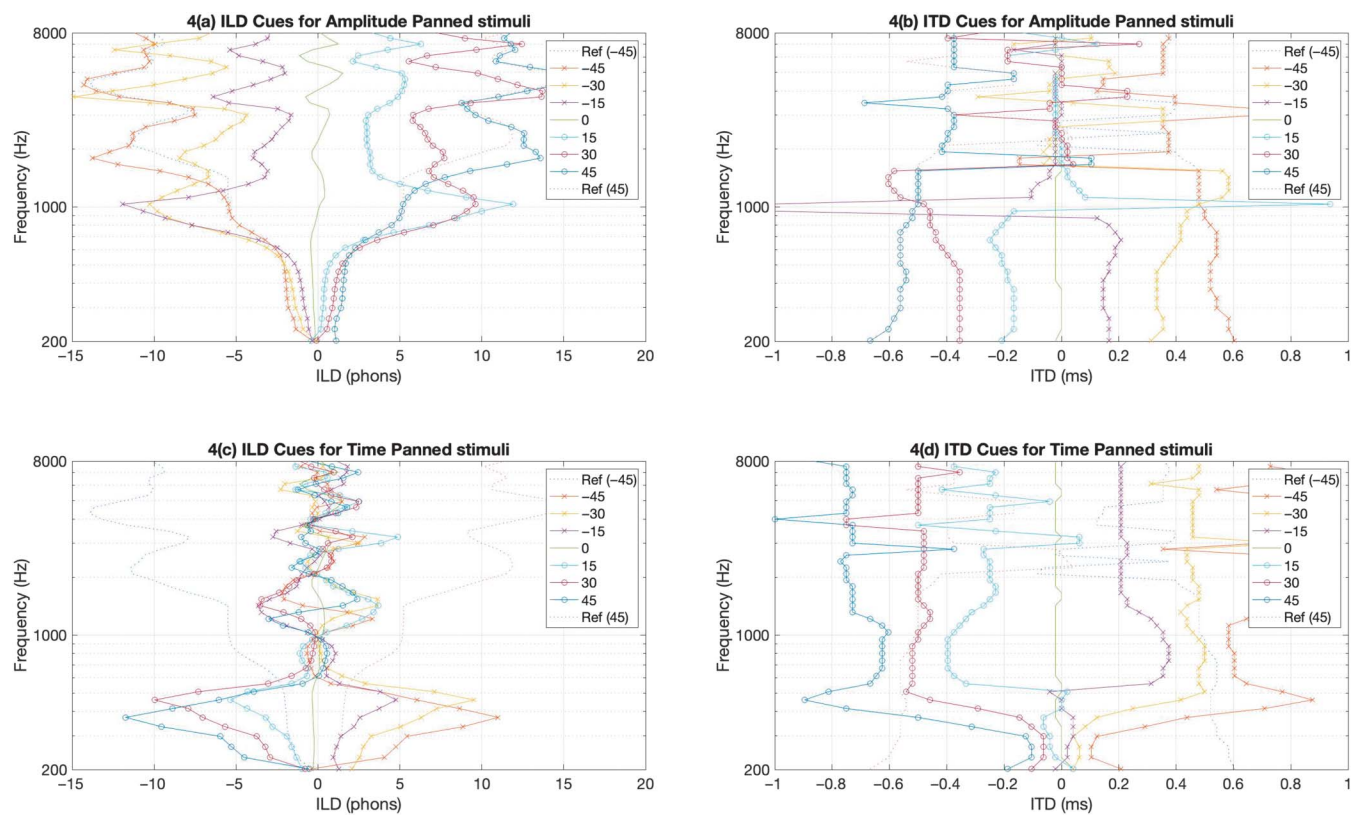 4(a) ILD Cues for Amplitude Panned stimuli
8000
1000
200
Frequency (Hz)
−15 −10 −5 0 5 10 15 20
ILD (phons)
Ref (−45)
−45
−30
−15
0
15
30
45
Ref (45)
4(b) ITD Cues for Amplitude Panned stimuli
8000
1000
200
Frequency (Hz)
−1 −0.8 −0.6 −0.4 −0.2 0 0.2 0.4 0.6 0.8 1
ITD (ms)
Ref (−45)
−45
−30
−15
0
15
30
45
Ref (45)
4(c) ILD Cues for Time Panned stimuli
8000
1000
200
Frequency (Hz)
−15 −10 −5 0 5 10 15 20
ILD (phons)
Ref (−45)
−45
−30
−15
0
15
30
45
Ref (45)
4(d) ITD Cues for Time Panned stimuli
8000
1000
200
Frequency (Hz)
−1 −0.8 −0.6 −0.4 −0.2 0 0.2 0.4 0.6 0.8 1
ITD (ms)
Ref (−45)
−45
−30
−15
0
15
30
45
Ref (45)